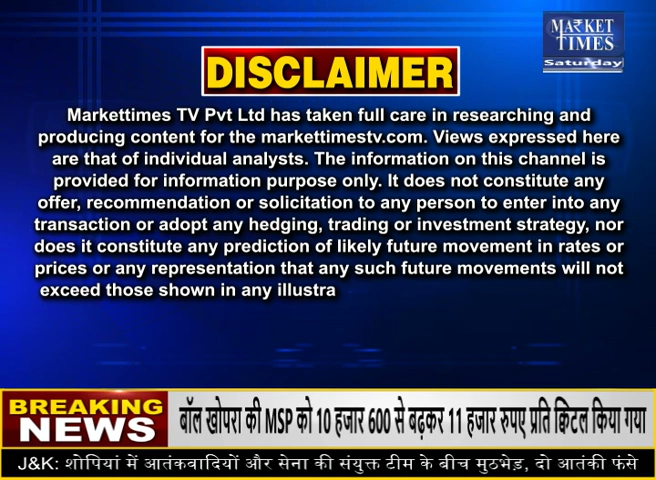 MARKET
TIMES
Saturday
DISCLAIMER
Markettimes TV Pvt Ltd has taken full care in researching and
producing content for the markettimestv.com. Views expressed here
are that of individual analysts. The information on this channel is
provided for information purpose only. It does not constitute any
offer, recommendation or solicitation to any person to enter into any
transaction or adopt any hedging, trading or investment strategy, nor
does it constitute any prediction of likely future movement in rates or
prices or any representation that any such future movements will not
exceed those shown in any illustra
BREAKING
NEWS
बॉल खोपरा की MSP को 10 हजार 600 से बढ़कर 11 हजार रुपए प्रति क्विंटल किया गया
J&K: शोपियां में आतंकवादियों और सेना की संयुक्त टीम के बीच मुठभेड़, दो आतंकी फंसे